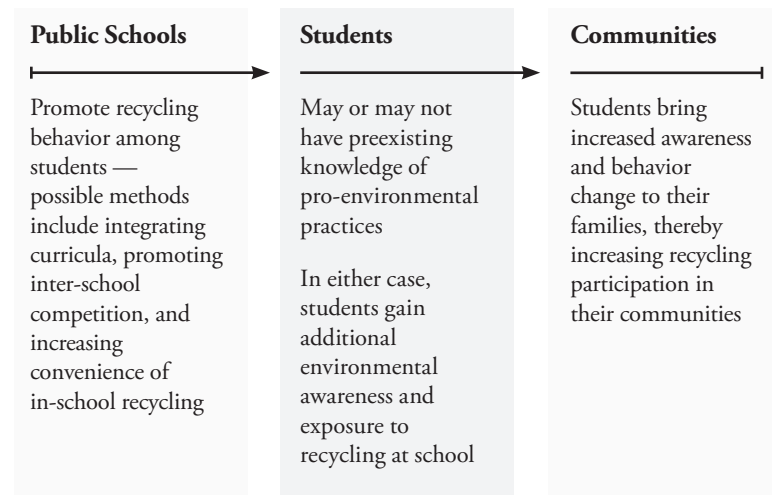 Public Schools
Promote recycling
behavior among
students —
possible methods
include integrating
curricula, promoting
inter-school
competition, and
increasing
convenience of
in-school recycling
Students
May or may not
have preexisting
knowledge of
pro-environmental
practices
In either case,
students gain
additional
environmental
awareness and
exposure to
recycling at school
Communities
Students bring
increased awareness
and behavior
change to their
families, thereby
increasing recycling
participation in
their communities